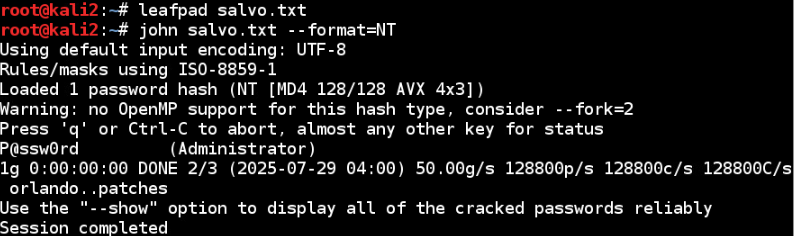 root@kali2:~# leafpad salvo.txt
root@kali2:~# john salvo.txt --format=NT
Using default input encoding: UTF-8
Rules/masks using ISO-8859-1
Loaded 1 password hash (NT [MD4 128/128 AVX 4x3])
Warning: no OpenMP support for this hash type, consider --fork=2
Press 'q' or Ctrl-C to abort, almost any other key for status
P@ssw0rd         (Administrator)
1g 0:00:00:00 DONE 2/3 (2025-07-29 04:00) 50.00g/s 128800p/s 128800c/s 128800C/s
 orlando..patches
Use the "--show" option to display all of the cracked passwords reliably
Session completed